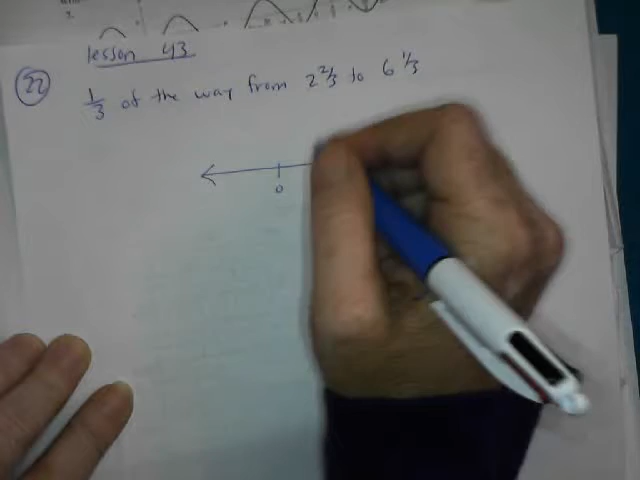 lesson 43
22
1/3 of the way from 2 2/3 to 6 1/3
0